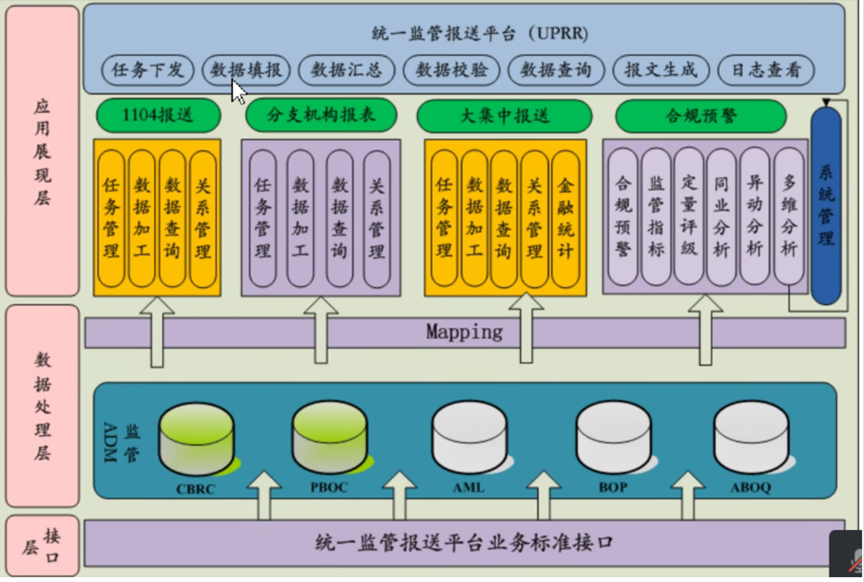 统一监管报送平台（UPRR)
任务下发
数据填报
数据汇总
数据校验
数据查询
报文生成
日志查看
应用展现层
1104报送
分支机构报表
大集中报送
合规预警
任务管理
数据加工
数据查询
关系管理
任务管理
数据加工
数据查询
关系管理
任务管理
数据加工
数据查询
关系管理
金融统计
合规预警
监管指标
定量评级
同业分析
异动分析
多维分析
系统管理
Mapping
数据处理层
监管
ADM
CBRC
PBOC
AML
BOP
ABOQ
接口层
统一监管报送平台业务标准接口